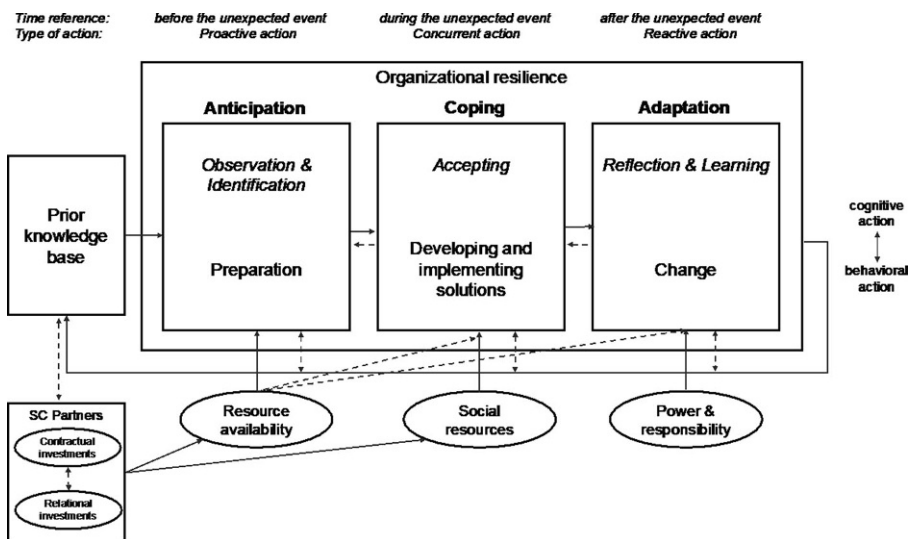 Time reference: before the unexpected event during the unexpected event after the unexpected event
Type of action: Proactive action Concurrent action Reactive action
Organizational resilience
Anticipation Coping Adaptation
Observation &
Identification
Accepting
Reflection & Learning
Prior
knowledge
base
Preparation
Developing and
implementing
solutions
Change
cognitive
action
behavioral
action
SC Partners
Contractual
investments
Relational
investments
Resource
availability
Social
resources
Power &
responsibility